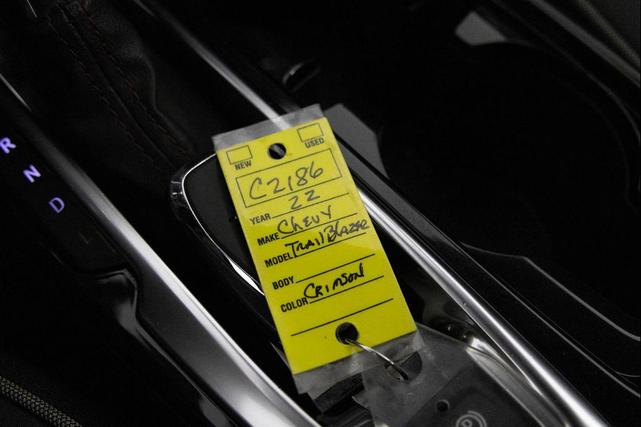 NEW USED
C2186
YEAR 22
MAKE Chevy
MODEL TrailBlazer
BODY
COLOR Crimson
R
N
D
L
P